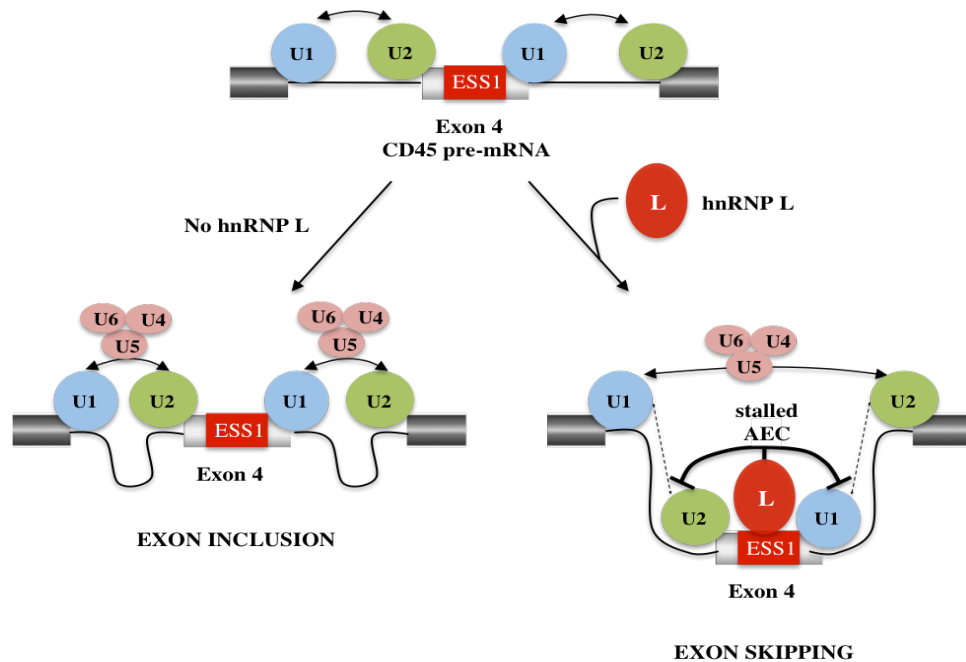 U1 U2 U1 U2
ESS1
Exon 4
CD45 pre-mRNA
L hnRNP L
No hnRNP L
U6 U4
U5
U6 U4
U5
U1 U2 U1 U2
ESS1
Exon 4
EXON INCLUSION
U6 U4
U5
U1 U2
stalled
AEC
L
U2 U1
ESS1
Exon 4
EXON SKIPPING